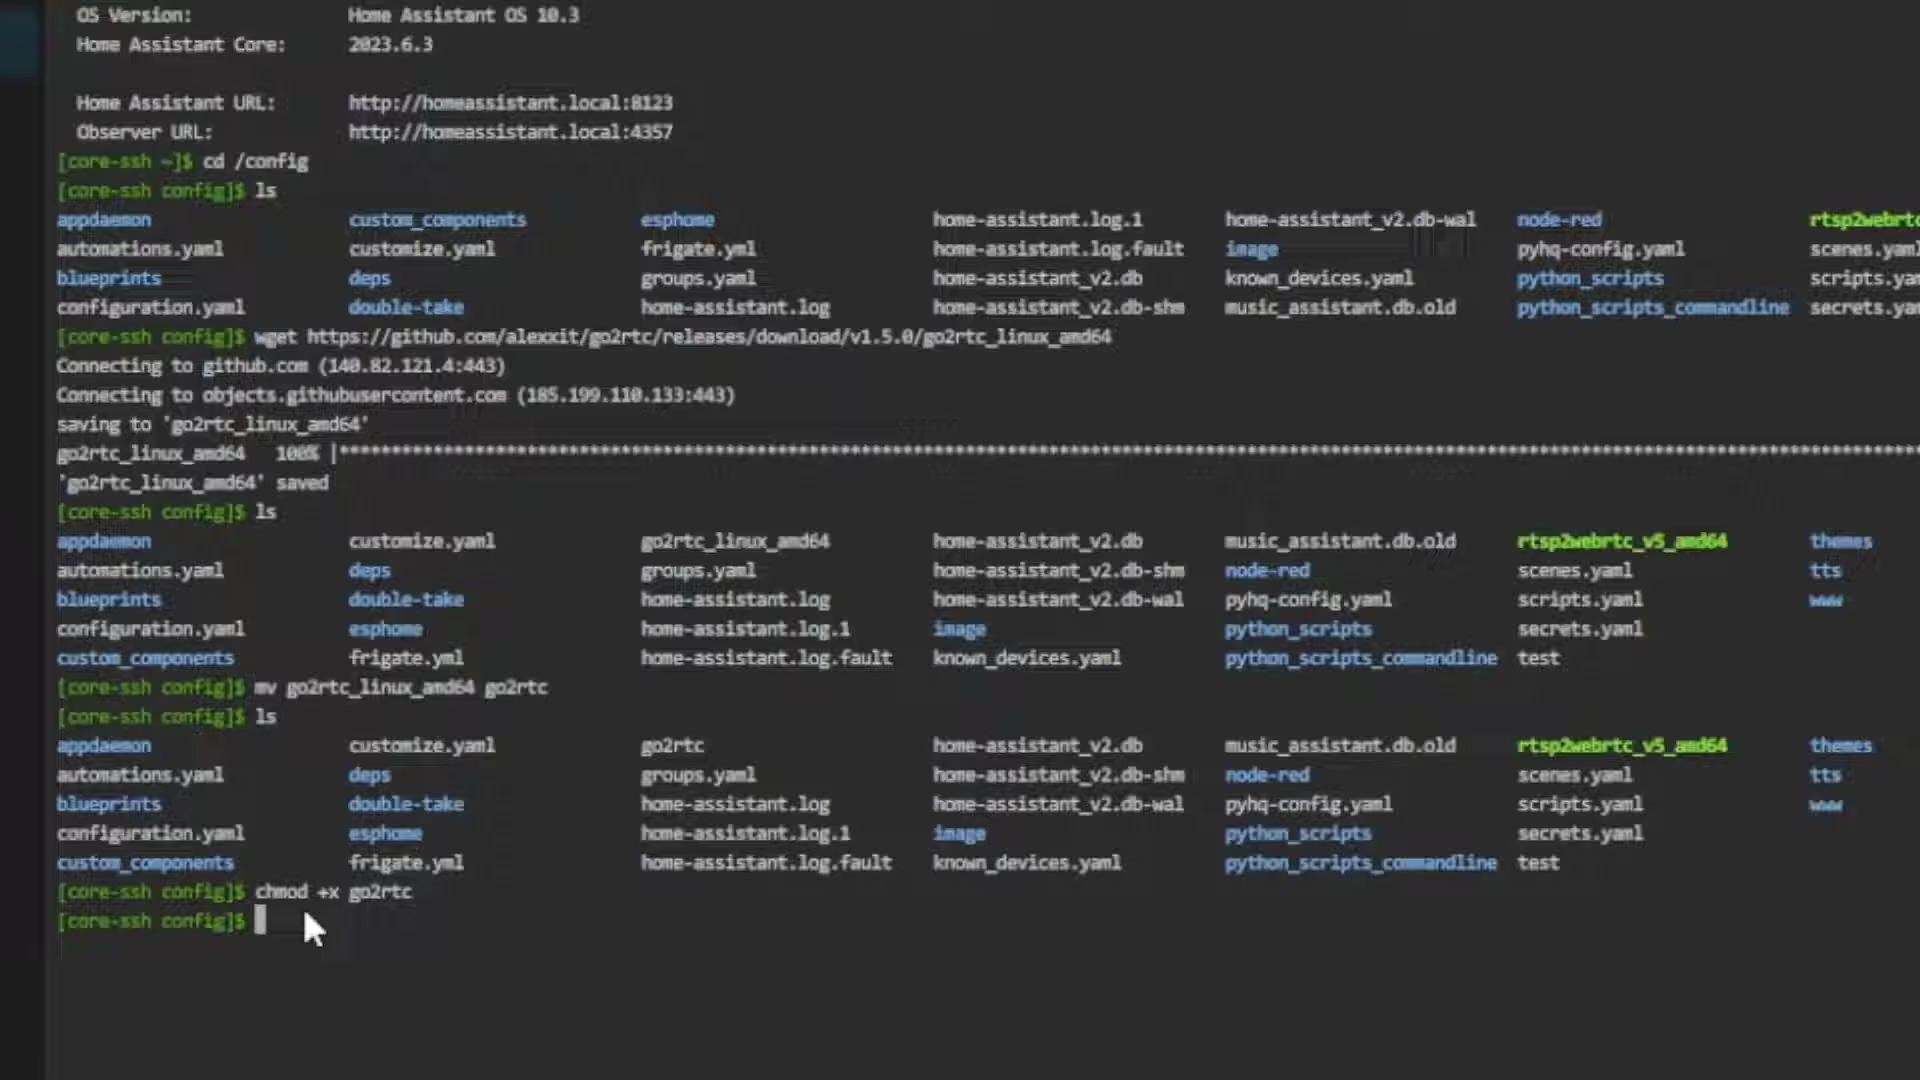 OS Version: Home Assistant OS 10.3
Home Assistant Core: 2023.6.3
Home Assistant URL: http://homeassistant.local:8123
Observer URL: http://homeassistant.local:4357
[core-ssh ~]$ cd /config
[core-ssh config]$ ls
appdaemon custom_components esphome home-assistant.log.1 home-assistant_v2.db-wal node-red rtsp2webrtc
automations.yaml customize.yaml frigate.yml home-assistant.log.fault image pyhq-config.yaml scenes.yaml
blueprints deps groups.yaml home-assistant_v2.db known_devices.yaml python_scripts scripts.yam
configuration.yaml double-take home-assistant.log home-assistant_v2.db-shm music_assistant.db.old python_scripts_commandline secrets.yam
[core-ssh config]$ wget https://github.com/alexxit/go2rtc/releases/download/v1.5.0/go2rtc_linux_amd64
Connecting to github.com (140.82.121.4:443)
Connecting to objects.githubusercontent.com (185.199.110.133:443)
saving to 'go2rtc_linux_amd64'
go2rtc_linux_amd64 100% |********************************************************************************************************************************************************
'go2rtc_linux_amd64' saved
[core-ssh config]$ ls
appdaemon customize.yaml go2rtc_linux_amd64 home-assistant_v2.db music_assistant.db.old rtsp2webrtc_v5_amd64 themes
automations.yaml deps groups.yaml home-assistant_v2.db-shm node-red scenes.yaml tts
blueprints double-take home-assistant.log home-assistant_v2.db-wal pyhq-config.yaml scripts.yaml www
configuration.yaml esphome home-assistant.log.1 image python_scripts secrets.yaml
custom_components frigate.yml home-assistant.log.fault known_devices.yaml python_scripts_commandline test
[core-ssh config]$ mv go2rtc_linux_amd64 go2rtc
[core-ssh config]$ ls
appdaemon customize.yaml go2rtc home-assistant_v2.db music_assistant.db.old rtsp2webrtc_v5_amd64 themes
automations.yaml deps groups.yaml home-assistant_v2.db-shm node-red scenes.yaml tts
blueprints double-take home-assistant.log home-assistant_v2.db-wal pyhq-config.yaml scripts.yaml www
configuration.yaml esphome home-assistant.log.1 image python_scripts secrets.yaml
custom_components frigate.yml home-assistant.log.fault known_devices.yaml python_scripts_commandline test
[core-ssh config]$ chmod +x go2rtc
[core-ssh config]$